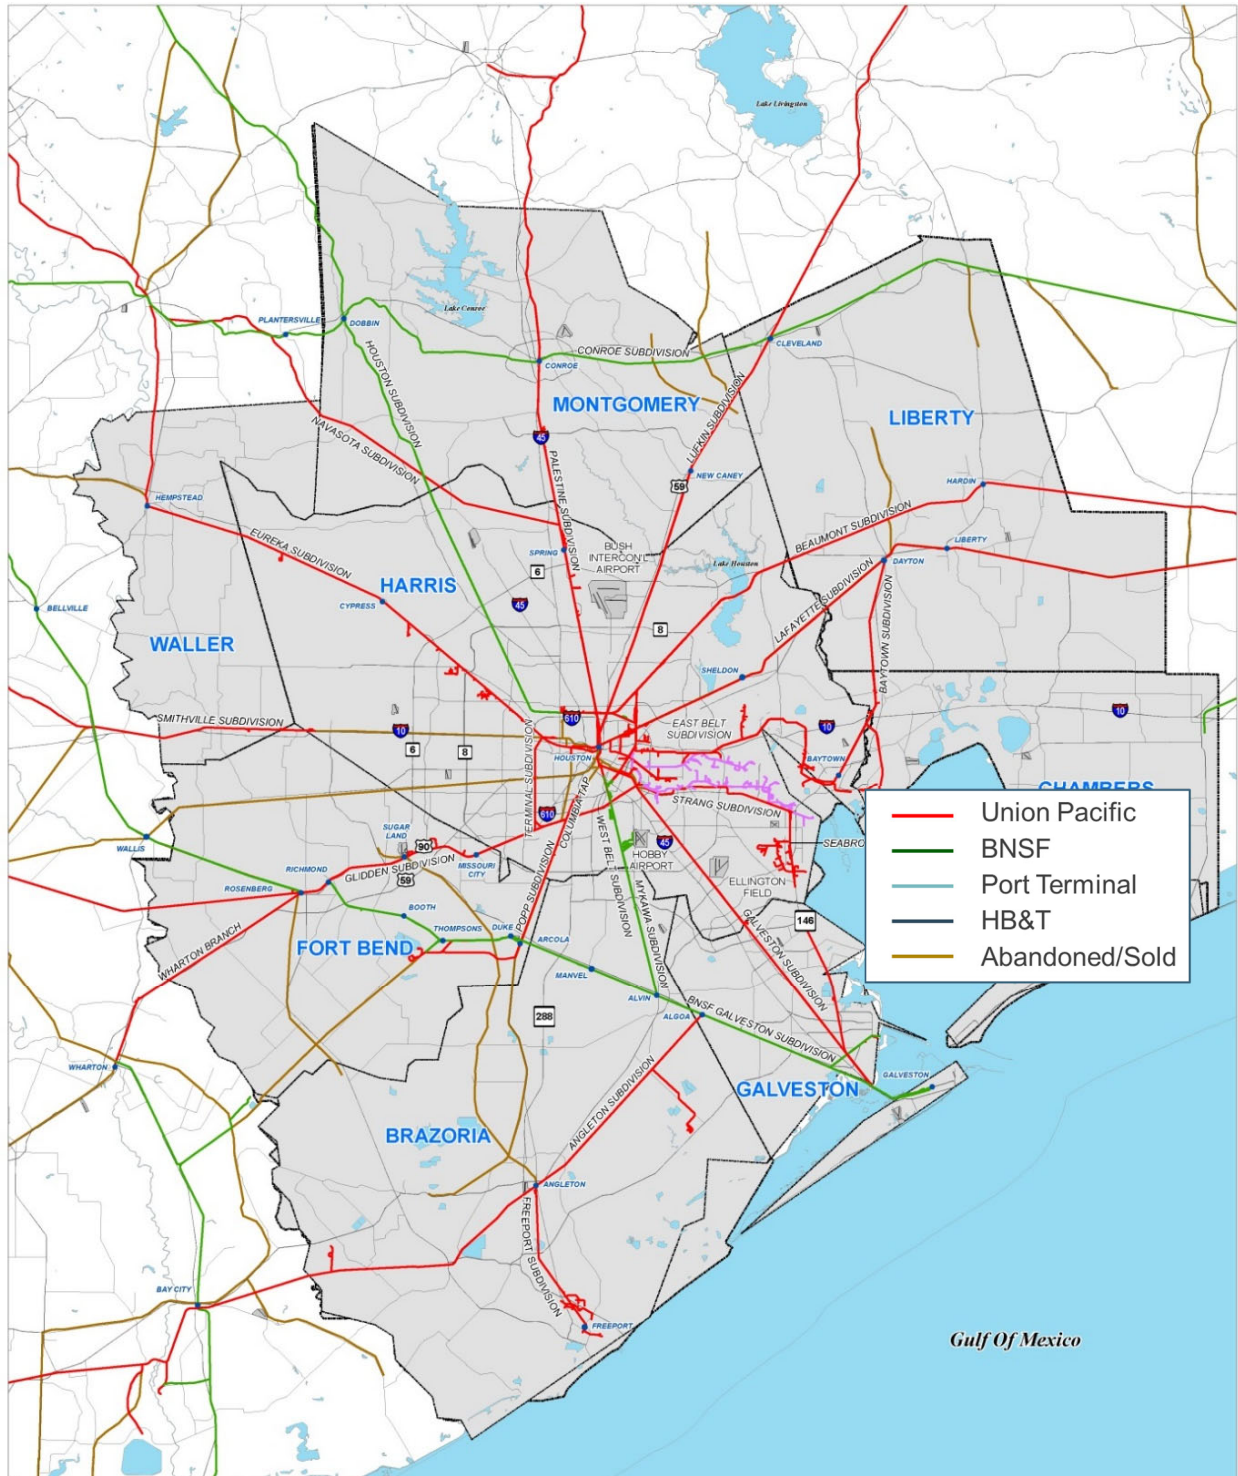 Lake Livingston
PLANTERSVILLE
DOBBIN
Lake Conroe
CONROE SUBDIVISION
CLEVELAND
CONROE
HOUSTON SUBDIVISION
MONTGOMERY
LIBERTY
LUFKIN SUBDIVISION
NAVASOTA SUBDIVISION
45
PALESTINE SUBDIVISION
NEW CANEY
59
HARDIN
HEMPSTEAD
BEAUMONT SUBDIVISION
EUREKA SUBDIVISION
SPRING
BUSH
INTERCON'L
AIRPORT
Lake Houston
LIBERTY
DAYTON
6
HARRIS
CYPRESS
45
LAFAYETTE SUBDIVISION
BAYTOWN SUBDIVISION
BELLVILLE
WALLER
8
SHELDON
SMITHVILLE SUBDIVISION
10
610
EAST BELT
SUBDIVISION
10
10
6
8
TERMINAL SUBDIVISION
HOUSTON
BAYTOWN
CHAMBERS
COLUMBIA TAP
STRANG SUBDIVISION
610
WALLIS
SUGAR
LAND
90
45
HOBBY
AIRPORT
SEABRO
RICHMOND
GLIDDEN SUBDIVISION
MISSOURI
CITY
WEST BELT SUBDIVISION
ROSENBERG
59
ELLINGTON
FIELD
MYKAWA SUBDIVISION
POPP SUBDIVISION
BOOTH
146
THOMPSONS
DUKE
ARCOLA
GALVESTON SUBDIVISION
WHARTON BRANCH
FORT BEND
MANVEL
ALVIN
ALGOA
BNSF GALVESTON SUBDIVISION
288
WHARTON
GALVESTON
GALVESTON
ANGLETON SUBDIVISION
BRAZORIA
ANGLETON
FREEPORT SUBDIVISION
BAY CITY
FREEPORT
Gulf Of Mexico
Union Pacific
BNSF
Port Terminal
HB&T
Abandoned/Sold